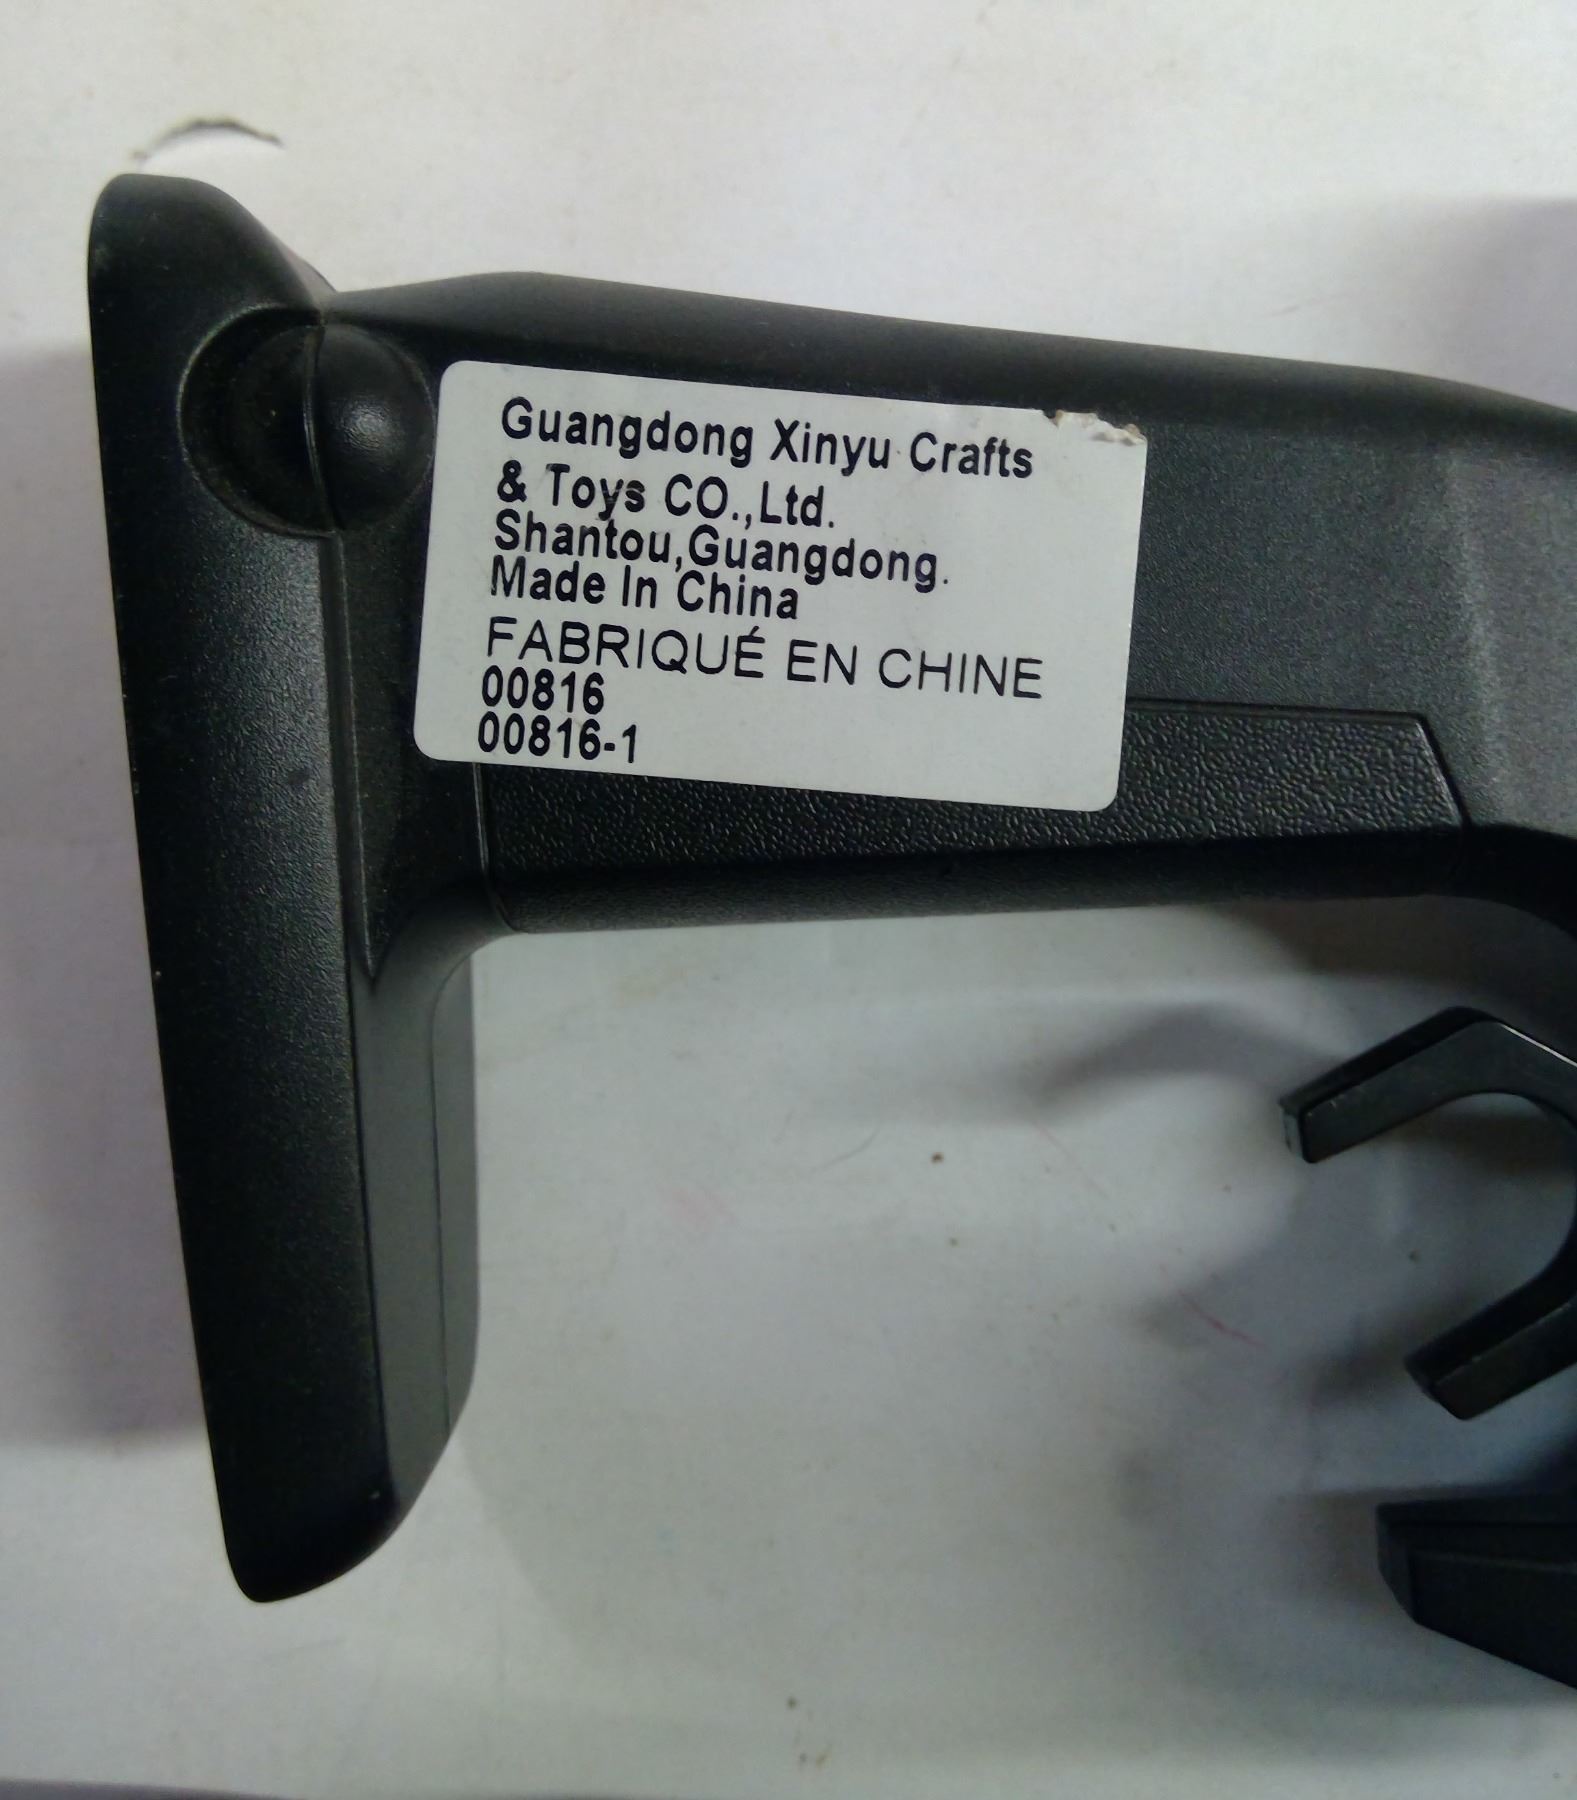 Guangdong Xinyu Crafts
& Toys CO.,Ltd.
Shantou,Guangdong.
Made In China
FABRIQUÉ EN CHINE
00816
00816-1